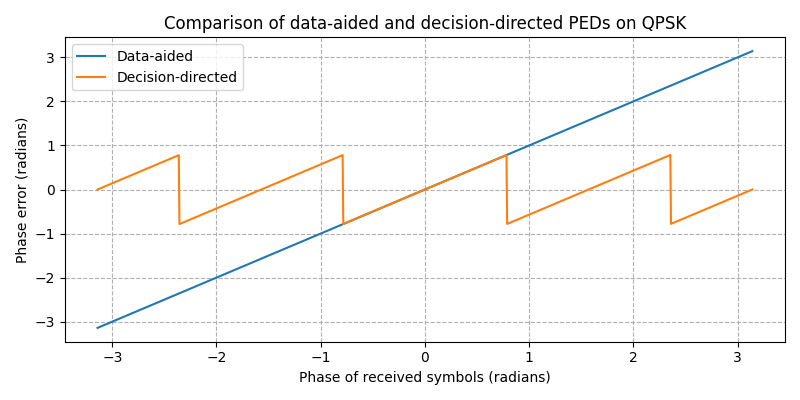 Comparison of data-aided and decision-directed PEDs on QPSK
Data-aided
Decision-directed
Phase error (radians)
3
2
1
0
−1
−2
−3
−3
−2
−1
0
1
2
3
Phase of received symbols (radians)